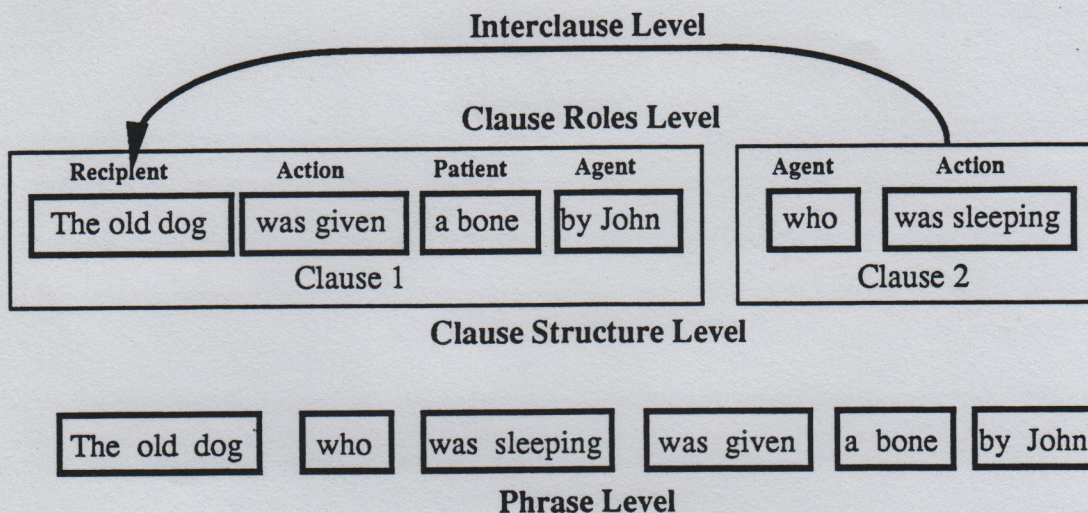 Interclause Level
Clause Roles Level
Recipient Action Patient Agent Agent Action
The old dog was given a bone by John who was sleeping
Clause 1 Clause 2
Clause Structure Level
The old dog who was sleeping was given a bone by John
Phrase Level